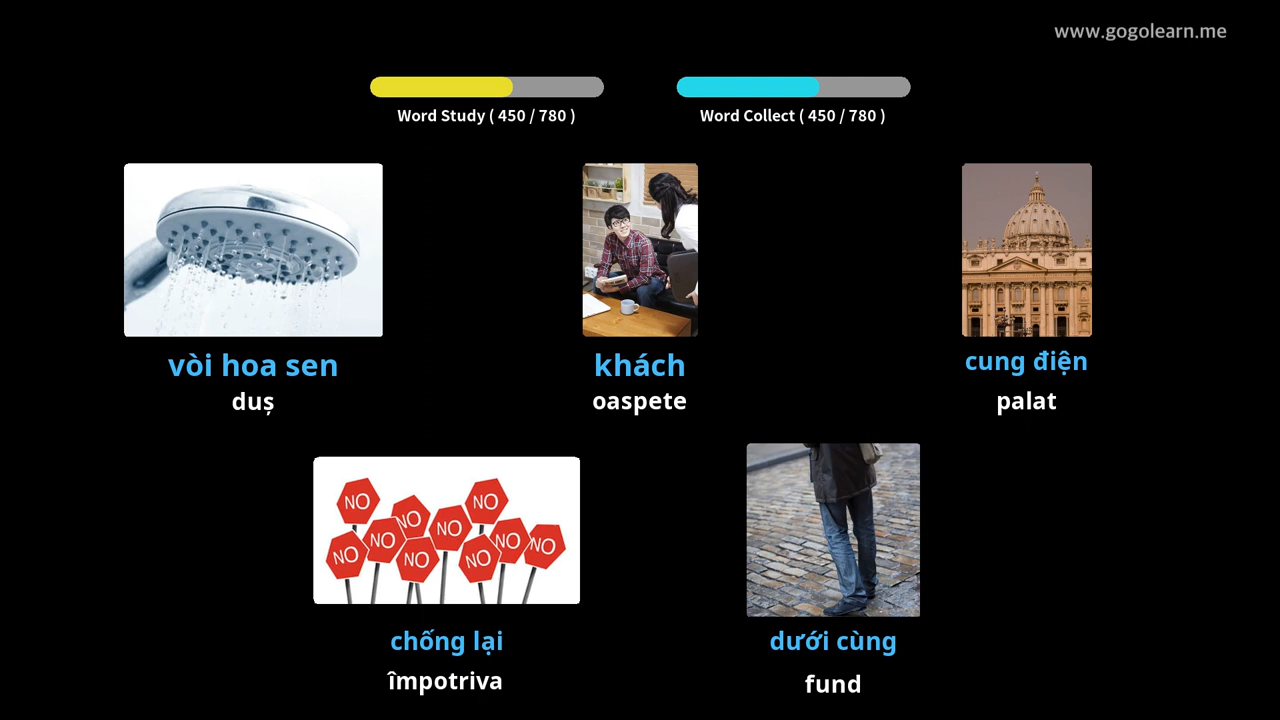 www.gogolearn.me
Word Study ( 450 / 780 )
Word Collect ( 450 / 780 )
vòi hoa sen
duș
khách
oaspete
cung điện
palat
NO
NO
NO
NO
NO
NO
NO
NO
NO
NO
chống lại
împotriva
dưới cùng
fund